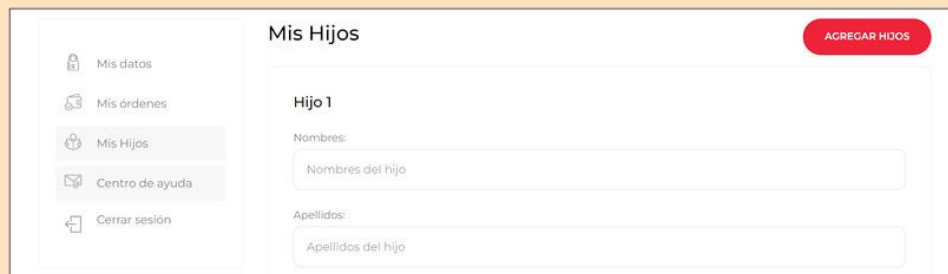 Mis Hijos
AGREGAR HIJOS
Mis datos
Mis órdenes
Mis Hijos
Centro de ayuda
Cerrar sesión
Hijo 1
Nombres:
Nombres del hijo
Apellidos:
Apellidos del hijo